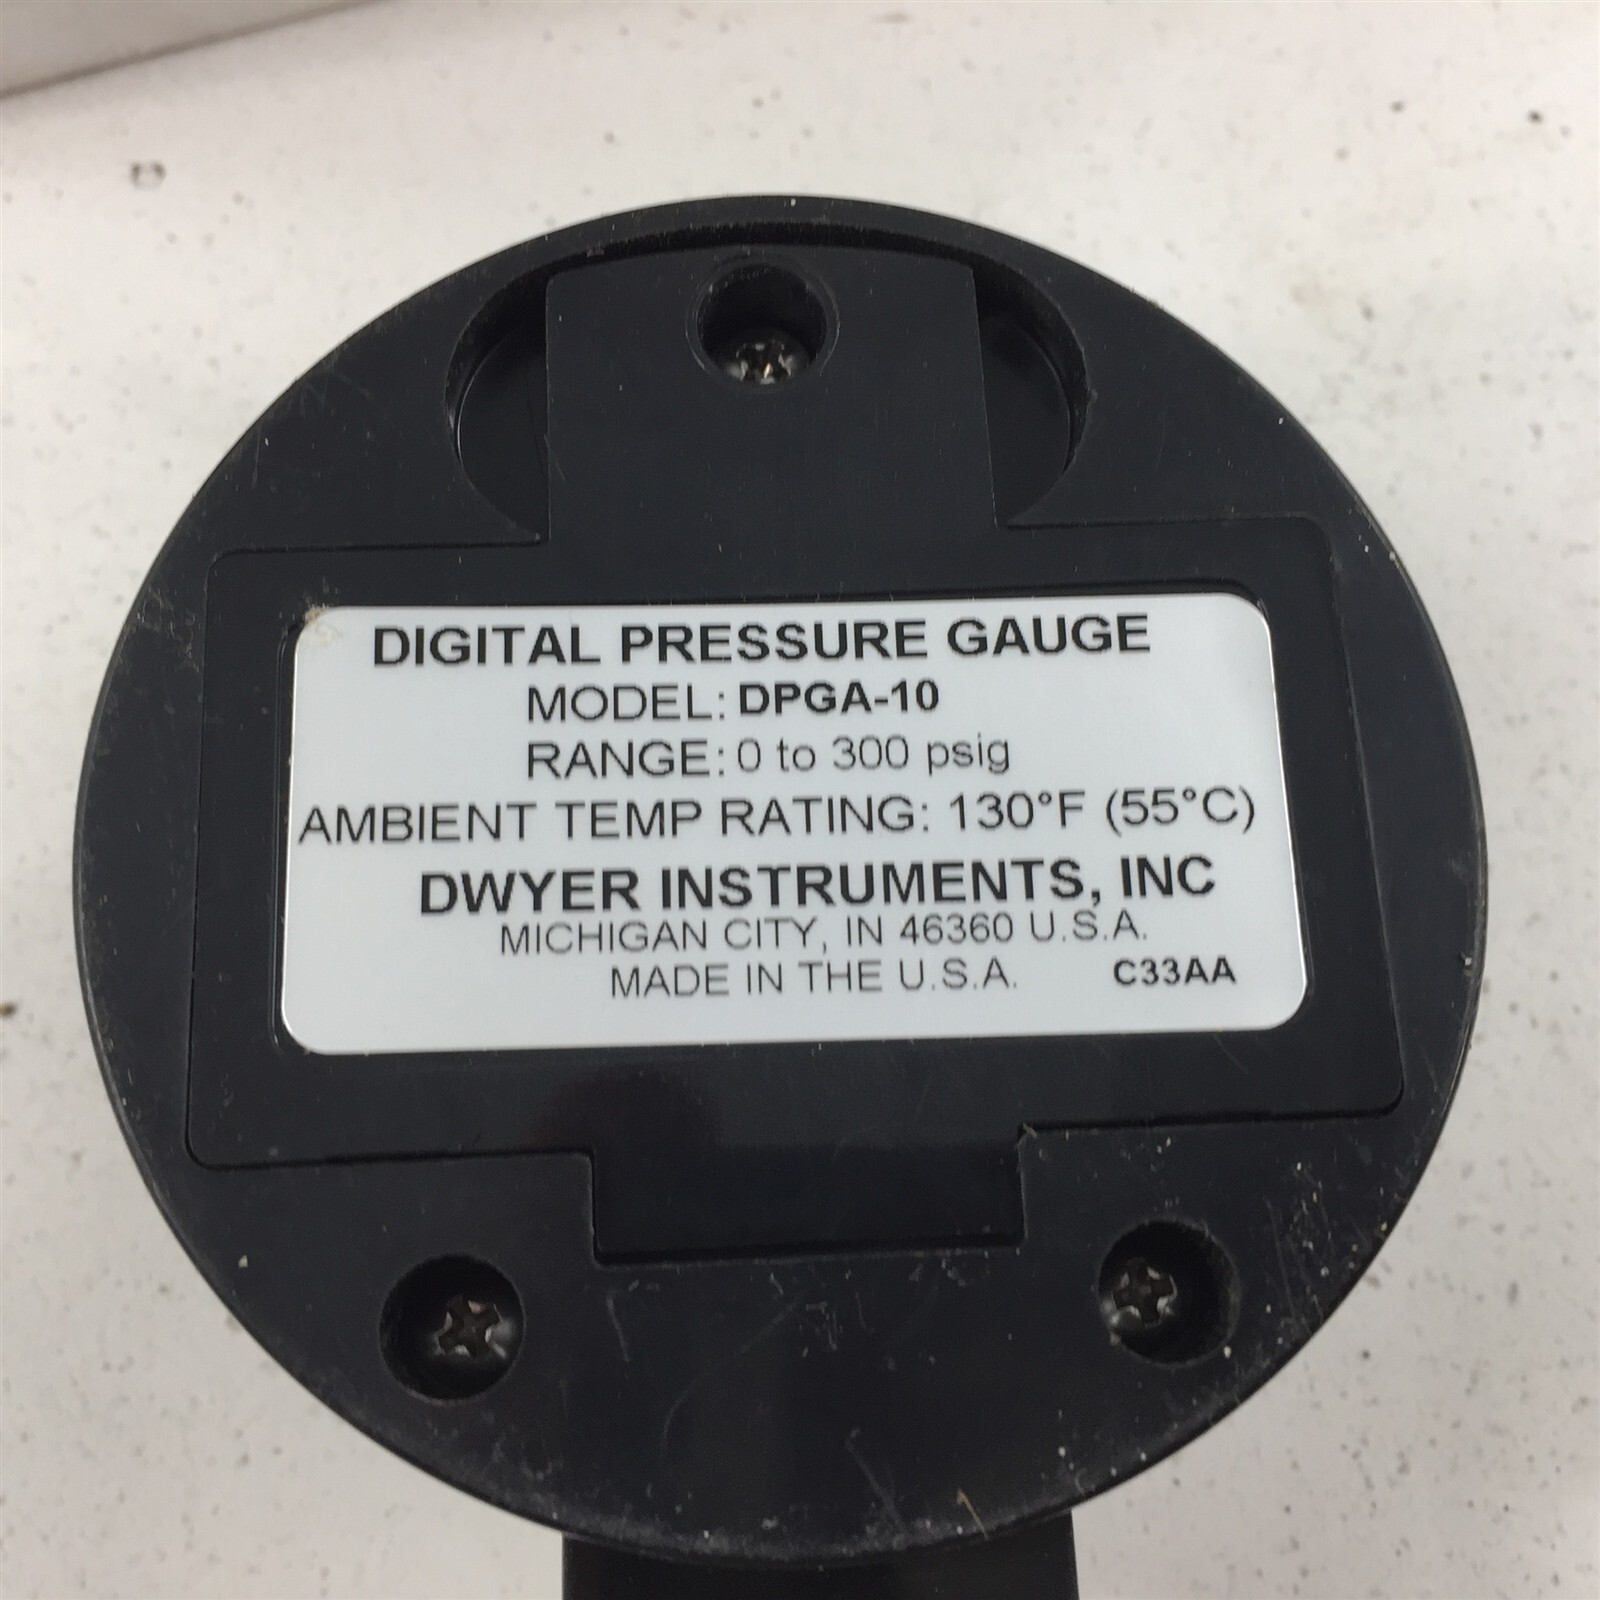 DIGITAL PRESSURE GAUGE
MODEL: DPGA-10
RANGE: 0 to 300 psig
AMBIENT TEMP RATING: 130°F (55°C)
DWYER INSTRUMENTS, INC
MICHIGAN CITY, IN 46360 U.S.A.
MADE IN THE U.S.A. C33AA